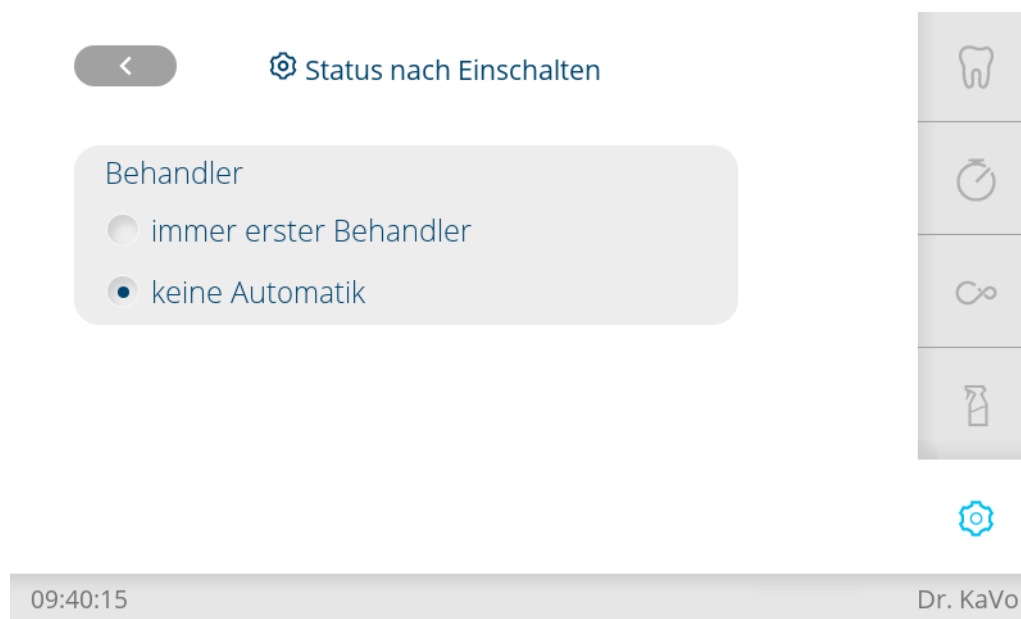 Status nach Einschalten
Behandler
immer erster Behandler
keine Automatik
09:40:15 Dr. KaVo